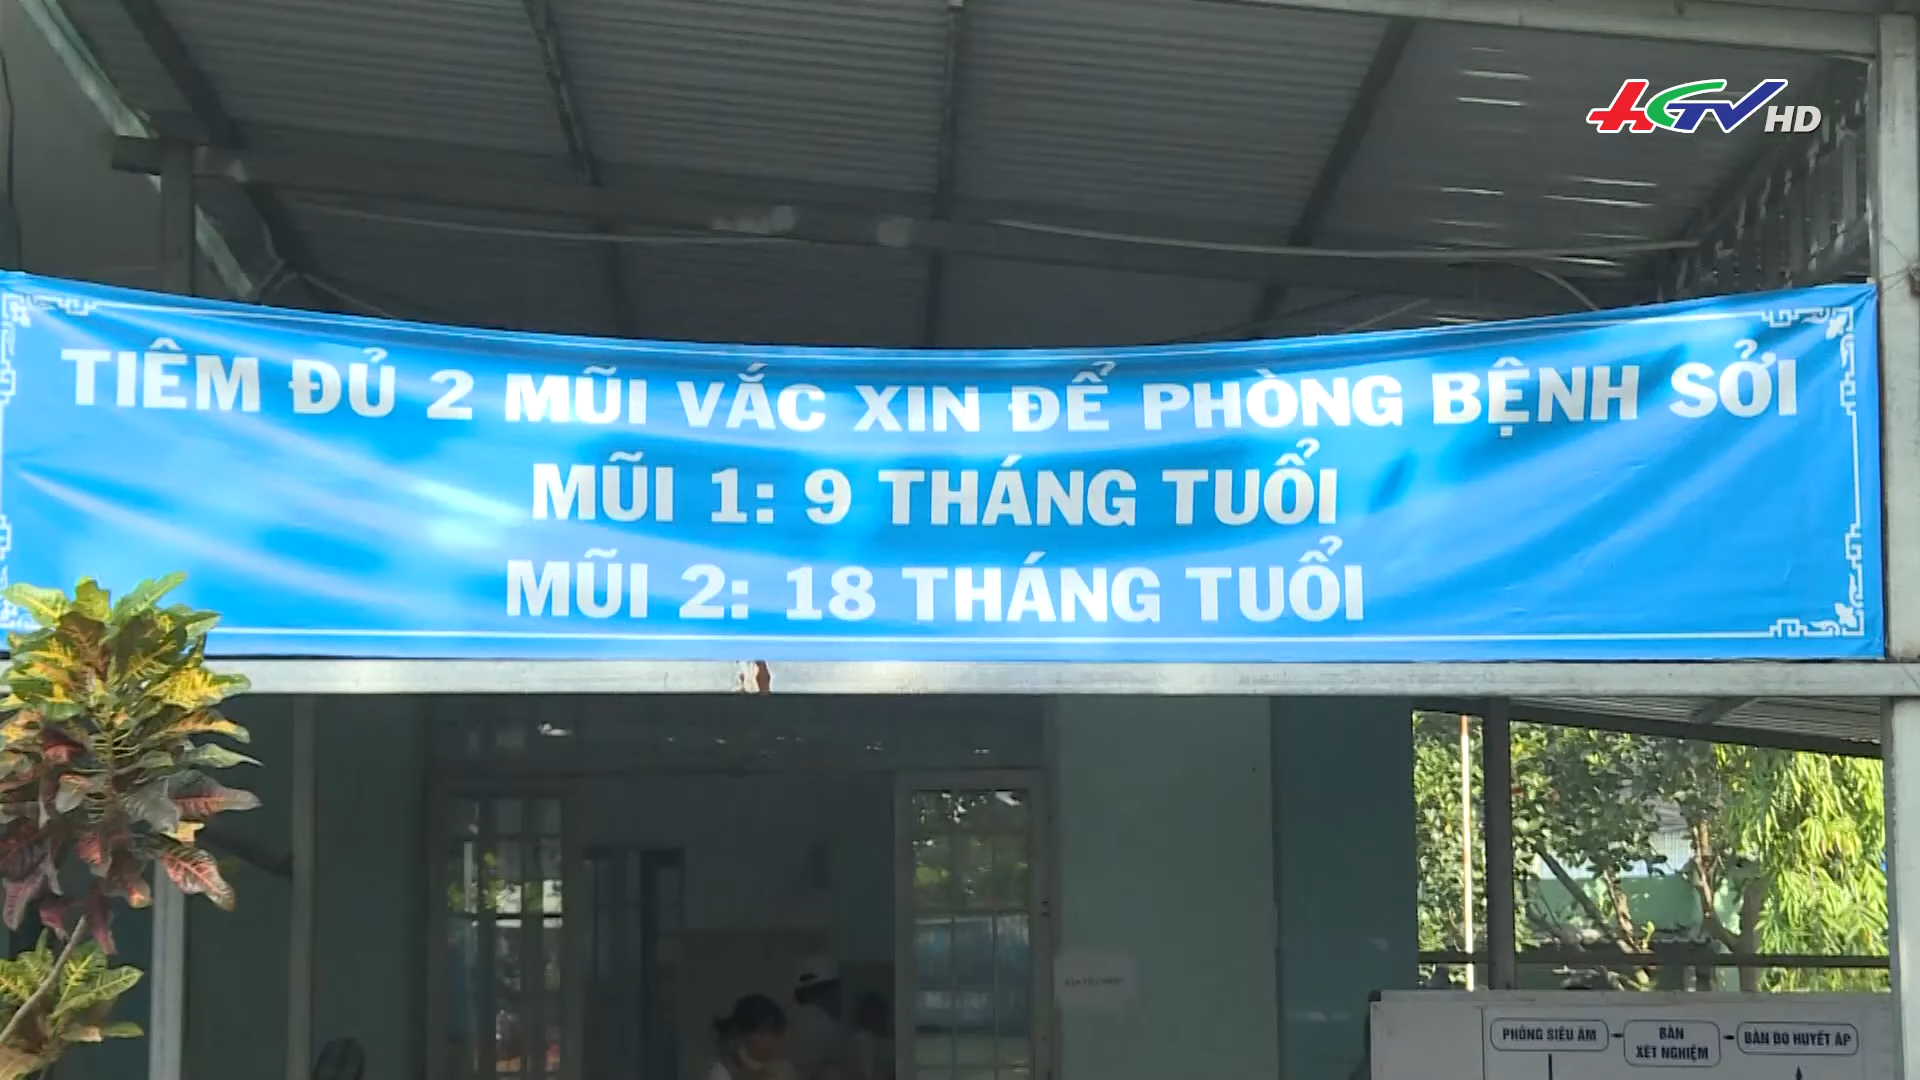 HGTV HD
TIÊM ĐỦ 2 MŨI VẮC XIN ĐỂ PHÒNG BỆNH SỞI
MŨI 1: 9 THÁNG TUỔI
MŨI 2: 18 THÁNG TUỔI
PHÒNG SIÊU ÂM
BÀN
XÉT NGHIỆM
BÀN ĐO HUYẾT ÁP